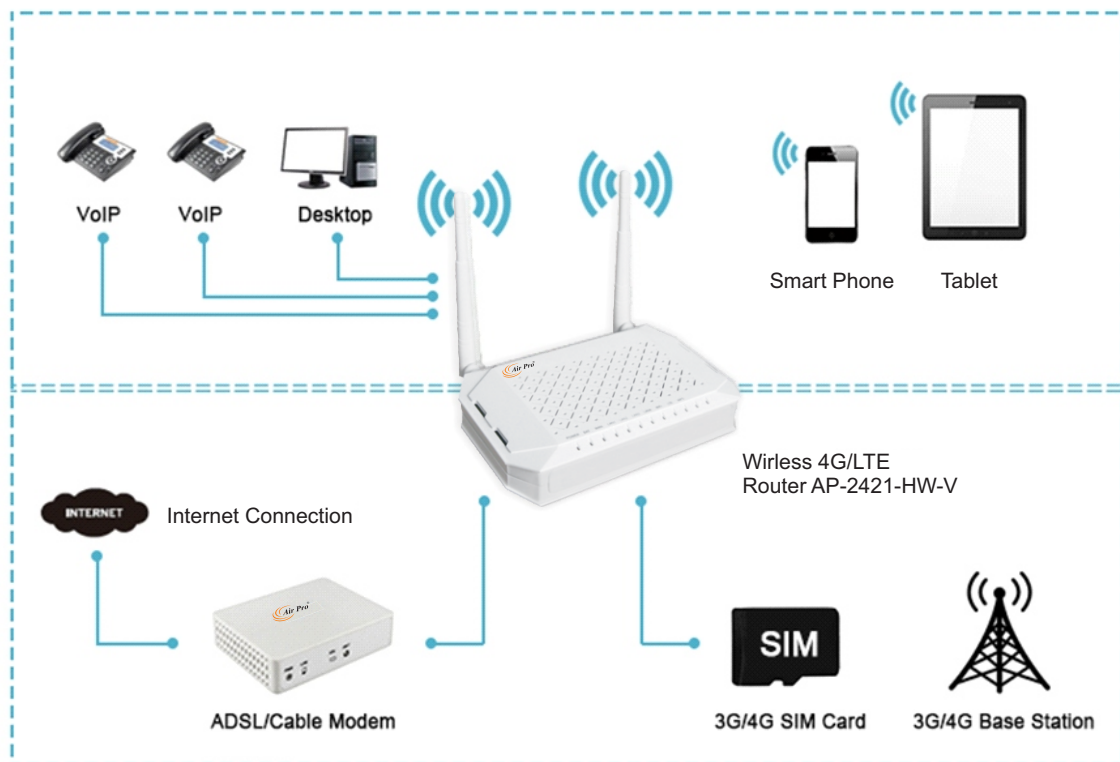 VoIP
VoIP
Desktop
Smart Phone
Tablet
Air Pro
Wirless 4G/LTE
Router AP-2421-HW-V
INTERNET
Internet Connection
Air Pro
ADSL/Cable Modem
SIM
3G/4G SIM Card
3G/4G Base Station